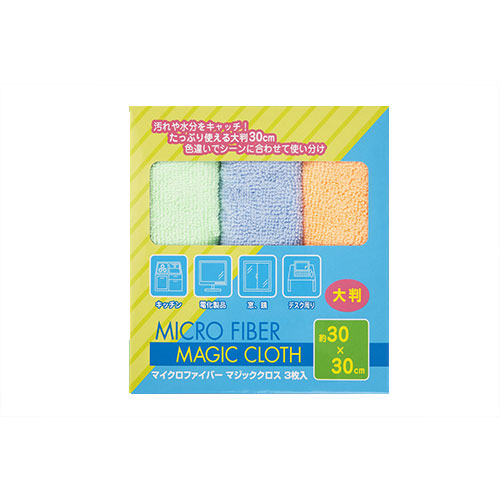 汚れや水分をキャッチ!
たっぷり使える大判30cm
色違いでシーンに合わせて使い分け
キッチン
電化製品
窓、鏡
デスク周り
大判
MICRO FIBER
MAGIC CLOTH
マイクロファイバー マジッククロス 3枚入
約30
×
30cm